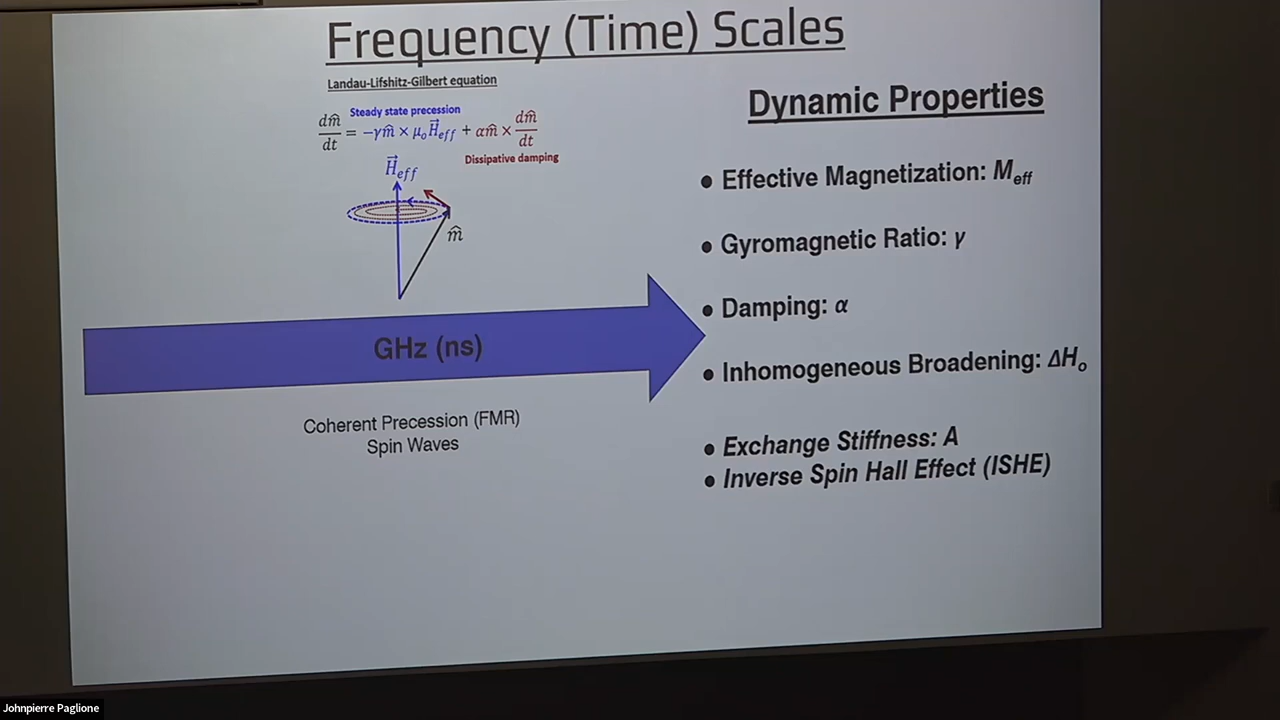 Frequency (Time) Scales
Landau-Lifshitz-Gilbert equation
Steady state precession
dm̂/dt = −γm̂ × μₒH⃗eff + αm̂ × dm̂/dt
Dissipative damping
H⃗eff
m̂
GHz (ns)
Coherent Precession (FMR)
Spin Waves
Dynamic Properties
● Effective Magnetization: Meff
● Gyromagnetic Ratio: γ
● Damping: α
● Inhomogeneous Broadening: ΔHₒ
● Exchange Stiffness: A
● Inverse Spin Hall Effect (ISHE)
Johnpierre Paglione